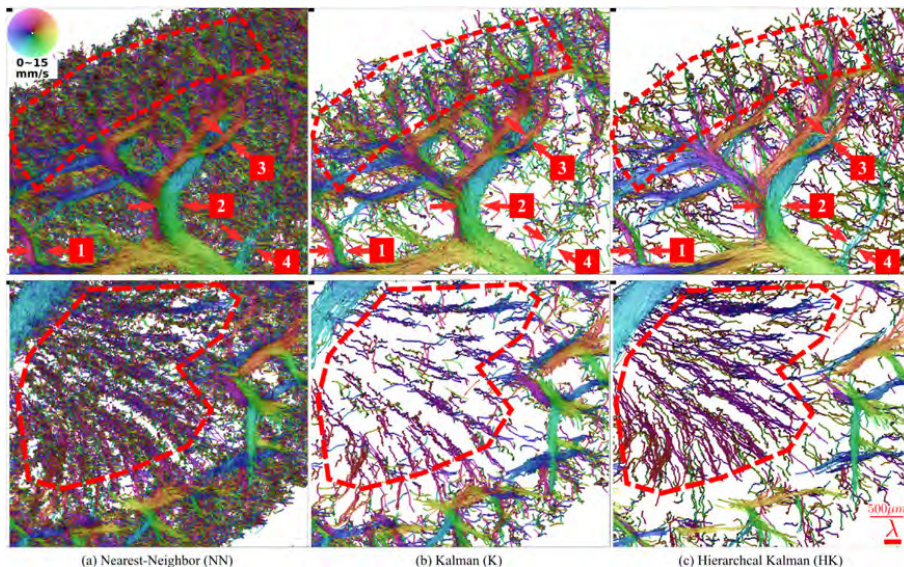 0~15
mm/s
3
2
1
4
3
2
1
4
3
2
1
4
500μm
λ
(a) Nearest-Neighbor (NN)
(b) Kalman (K)
(c) Hierarchcal Kalman (HK)